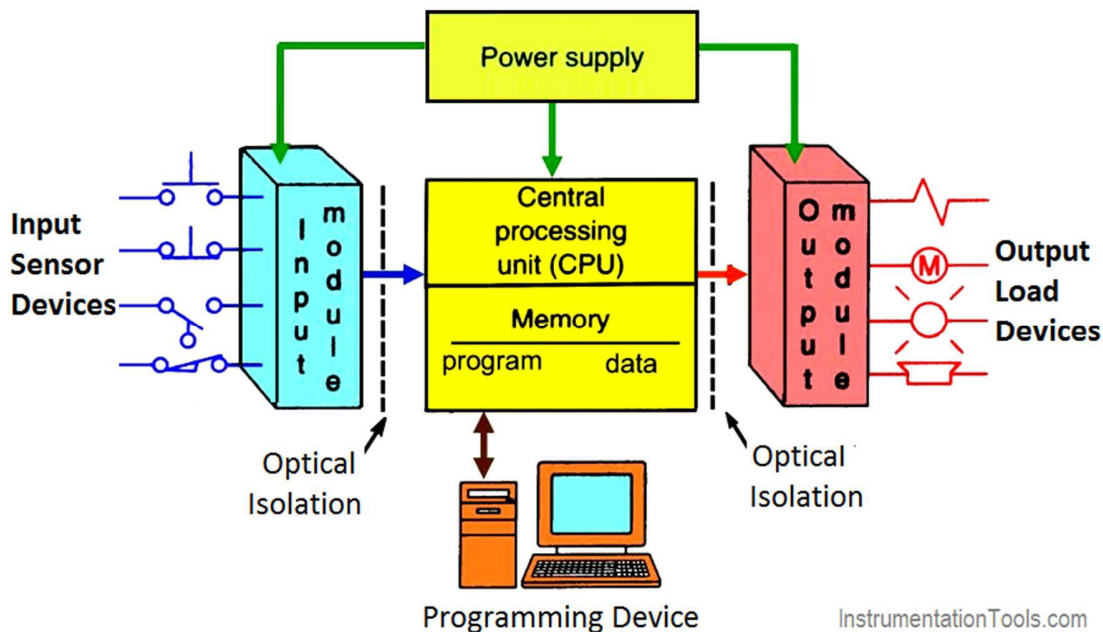 Power supply
Input
Sensor
Devices
Input
module
Central
processing
unit (CPU)
Memory
program data
Output
module
Output
Load
Devices
M
Optical
Isolation
Optical
Isolation
Programming Device
InstrumentationTools.com